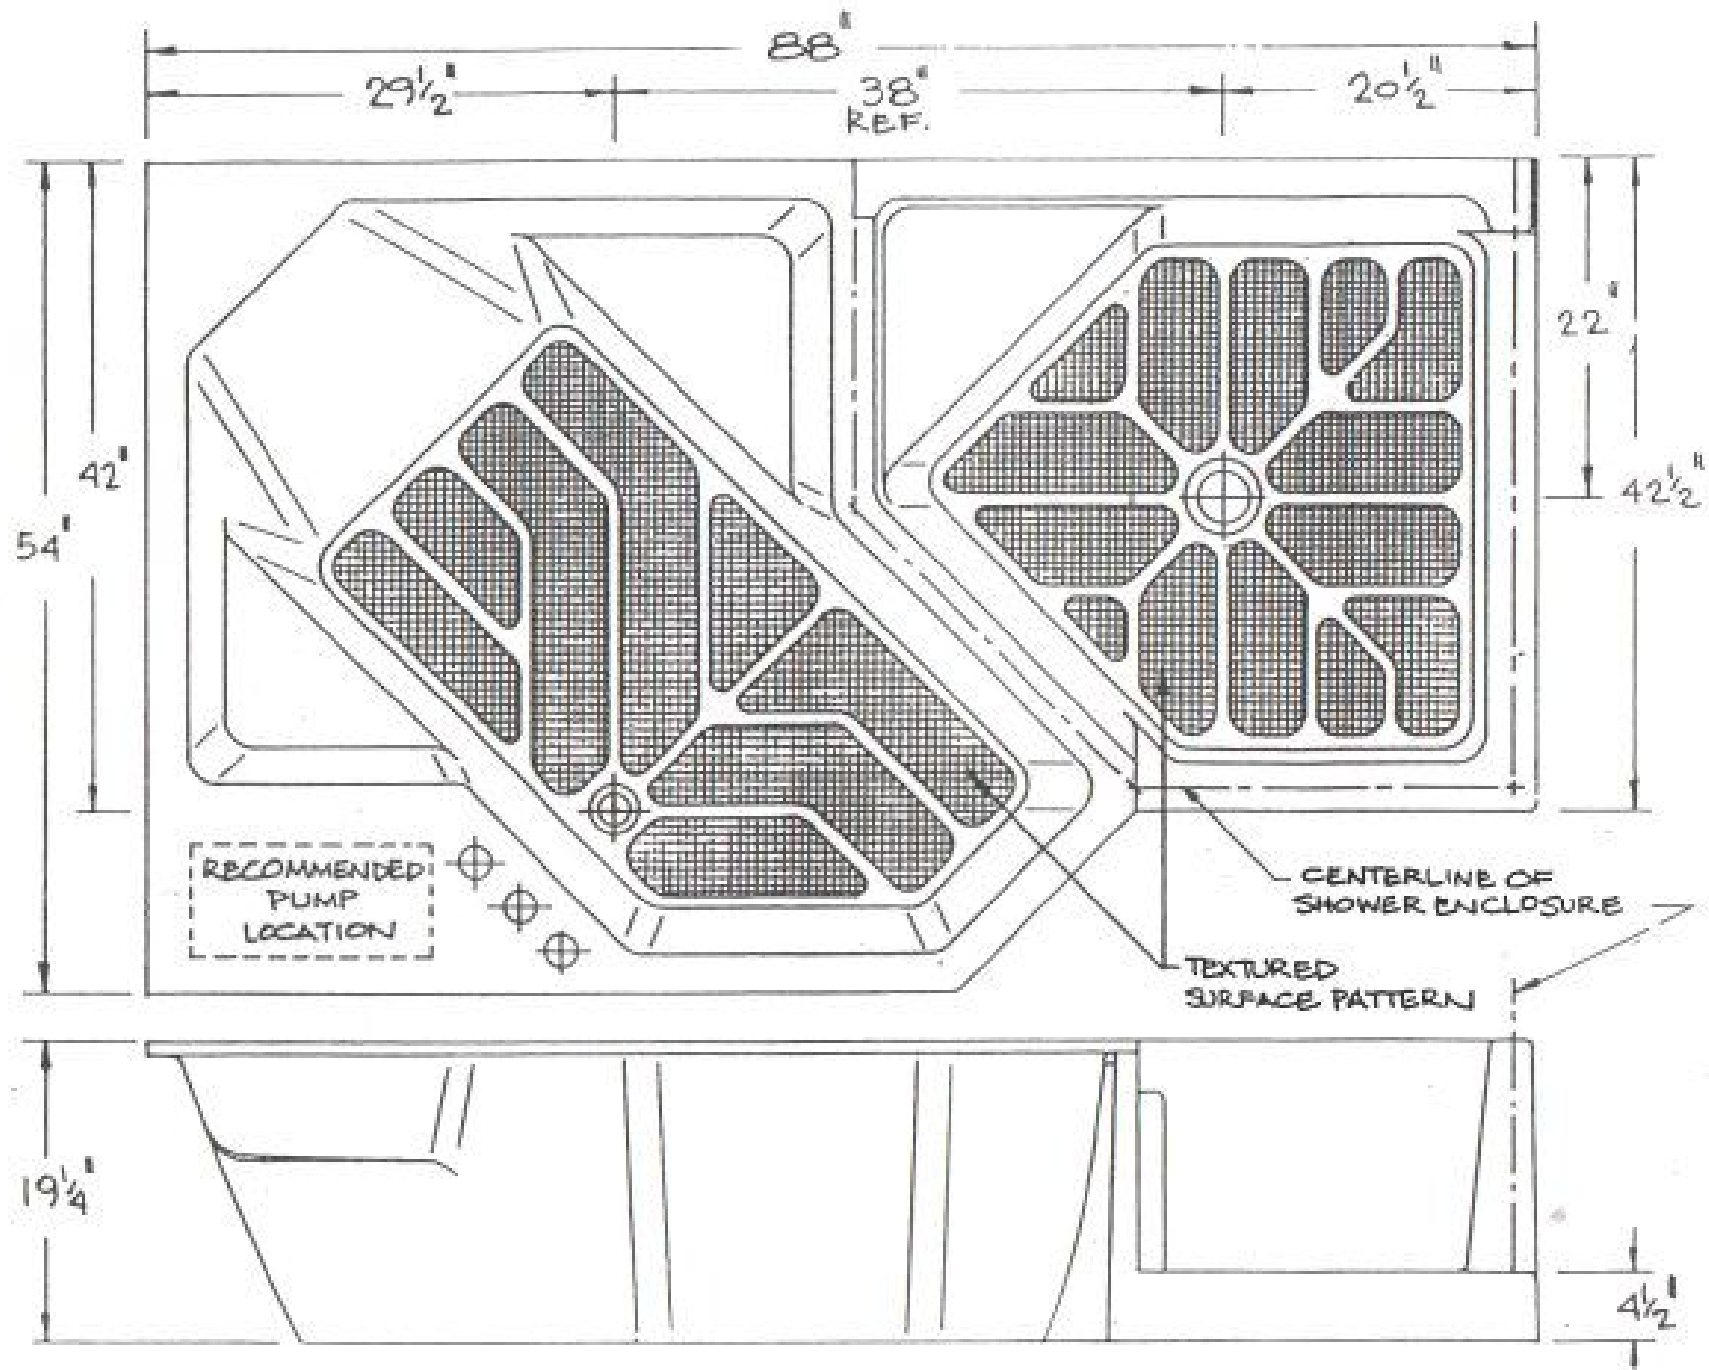 88"
29½"
38"
REF.
20½"
54"
42"
22"
42½"
RECOMMENDED
PUMP
LOCATION
CENTERLINE OF
SHOWER ENCLOSURE
TEXTURED
SURFACE PATTERN
19¼"
4½"